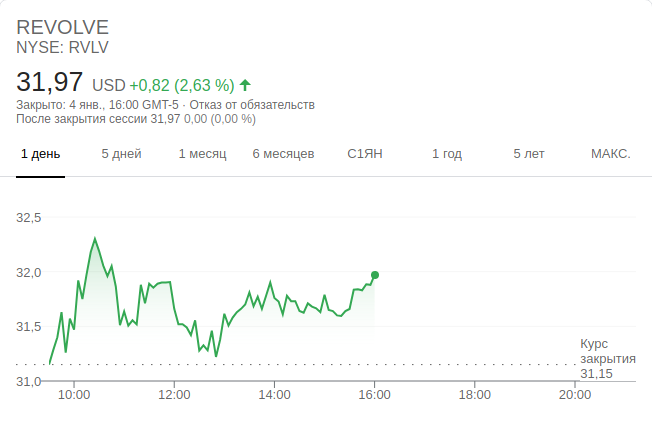 REVOLVE
NYSE: RVLV
31,97 USD +0,82 (2,63 %)
Закрыто: 4 янв., 16:00 GMT-5 · Отказ от обязательств
После закрытия сессии 31,97 0,00 (0,00 %)
1 день 5 дней 1 месяц 6 месяцев С1ЯН 1 год 5 лет МАКС.
32,5
32,0
31,5
Курс
закрытия
31,15
31,0
10:00 12:00 14:00 16:00 18:00 20:00